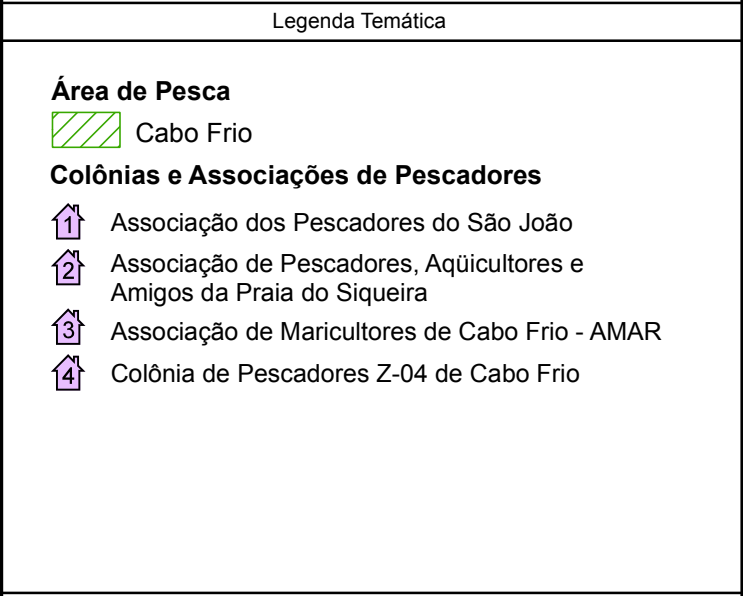 Legenda Temática
Área de Pesca
Cabo Frio
Colônias e Associações de Pescadores
1 Associação dos Pescadores do São João
2 Associação de Pescadores, Aqüicultores e
Amigos da Praia do Siqueira
3 Associação de Maricultores de Cabo Frio - AMAR
4 Colônia de Pescadores Z-04 de Cabo Frio